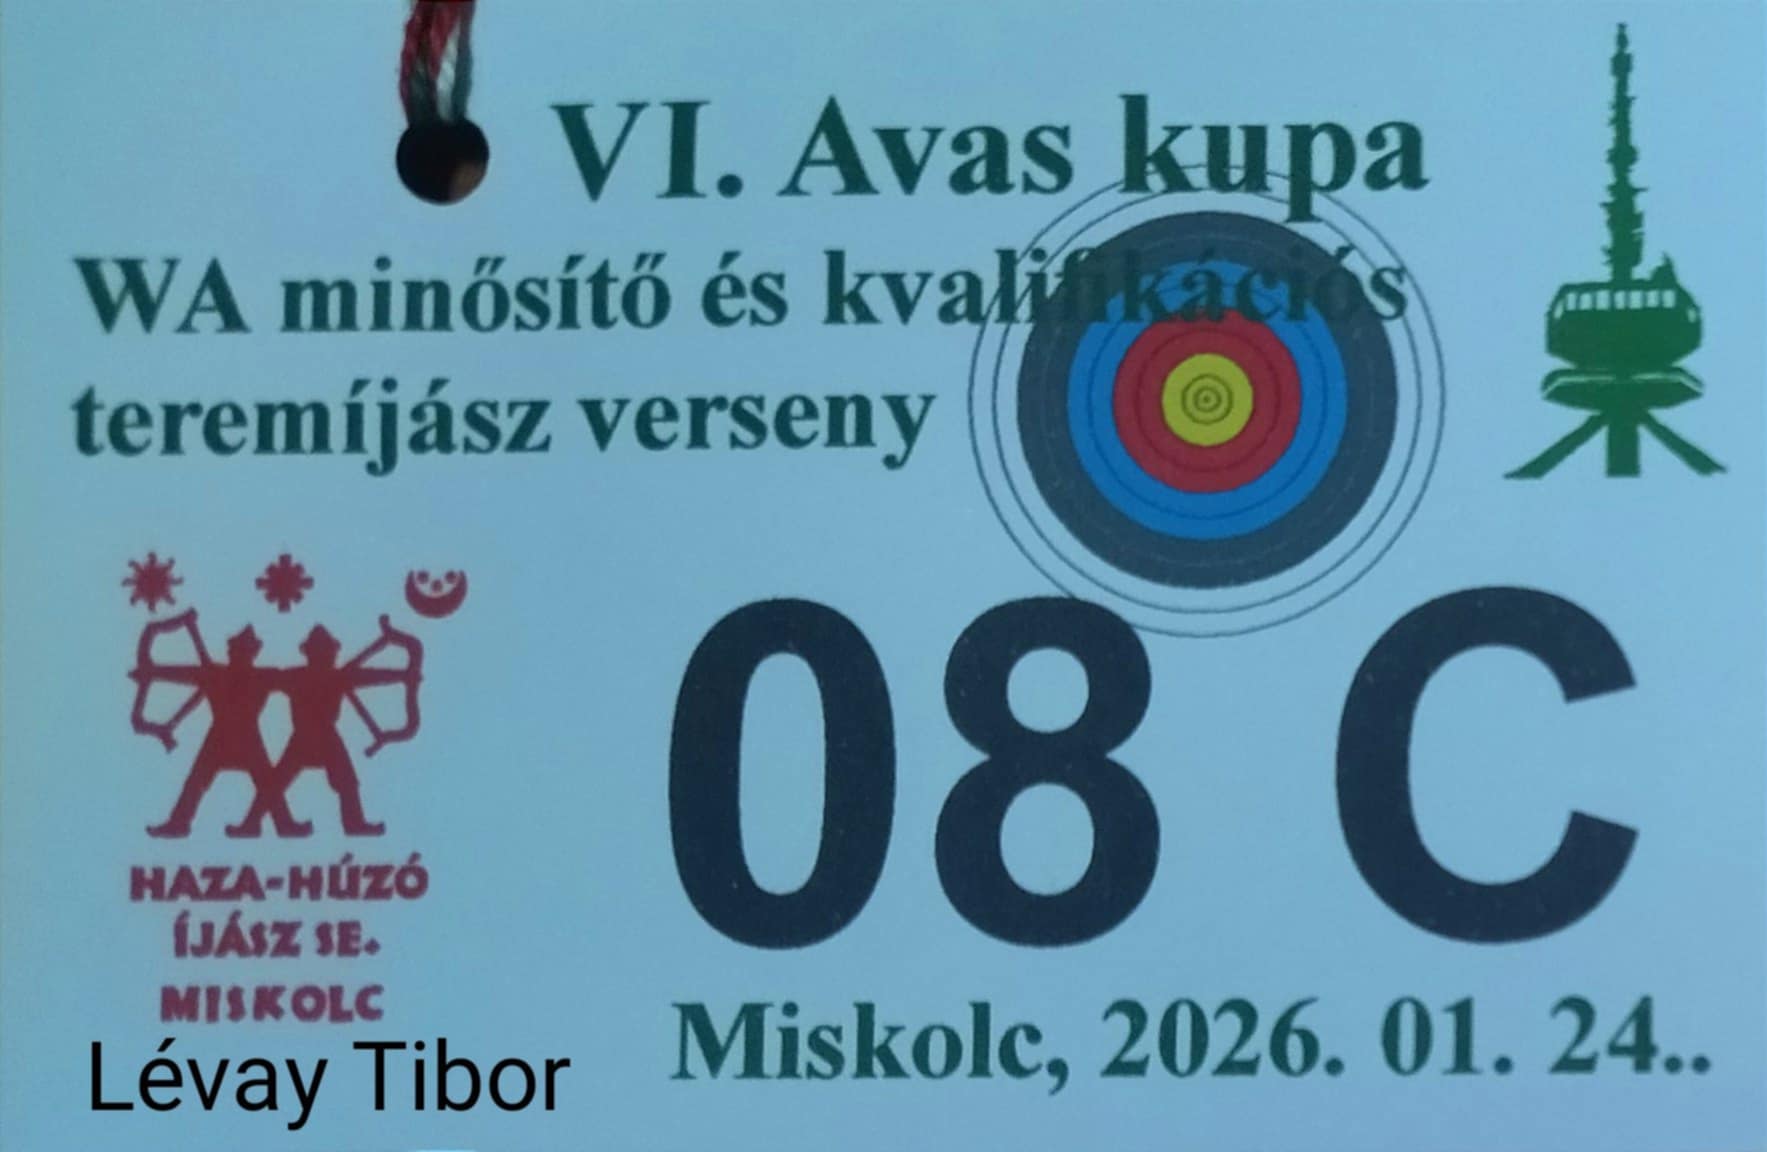 VI. Avas kupa
WA minősítő és kvalifikációs
teremíjász verseny
08 C
HAZA-HÚZÓ
ÍJÁSZ SE.
MISKOLC
Lévay Tibor
Miskolc, 2026. 01. 24..